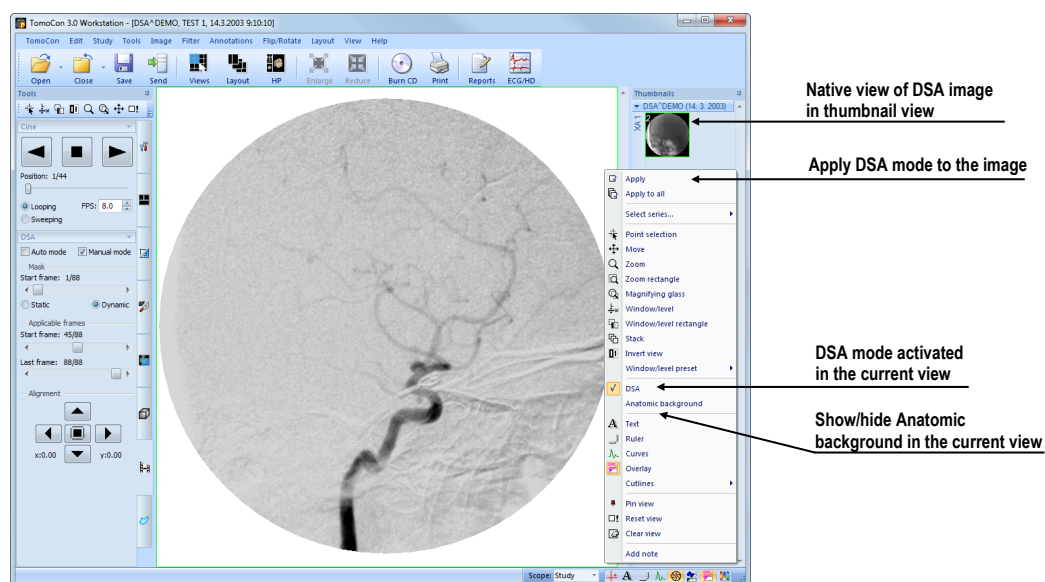 TomoCon 3.0 Workstation - [DSA^DEMO, TEST 1, 14.3.2003 9:10:10]
TomoCon Edit Study Tools Image Filter Annotations Flip/Rotate Layout View Help
Open Close Save Send Views Layout HP Enlarge Reduce Burn CD Print Reports ECG/HD
Tools
Cine
Position: 1/44
Looping FPS: 8.0
Sweeping
DSA
Auto mode Manual mode
Mask
Start frame: 1/88
Static Dynamic
Applicable frames
Start frame: 45/88
Last frame: 88/88
Alignment
x:0.00 y:0.00
Thumbnails
DSA^DEMO (14. 3. 2003)
XA 1
2
Apply
Apply to all
Select series...
Point selection
Move
Zoom
Zoom rectangle
Magnifying glass
Window/level
Window/level rectangle
Stack
Invert view
Window/level preset
DSA
Anatomic background
Text
Ruler
Curves
Overlay
Cutlines
Pin view
Reset view
Clear view
Add note
Scope: Study
Native view of DSA image
in thumbnail view
Apply DSA mode to the image
DSA mode activated
in the current view
Show/hide Anatomic
background in the current view